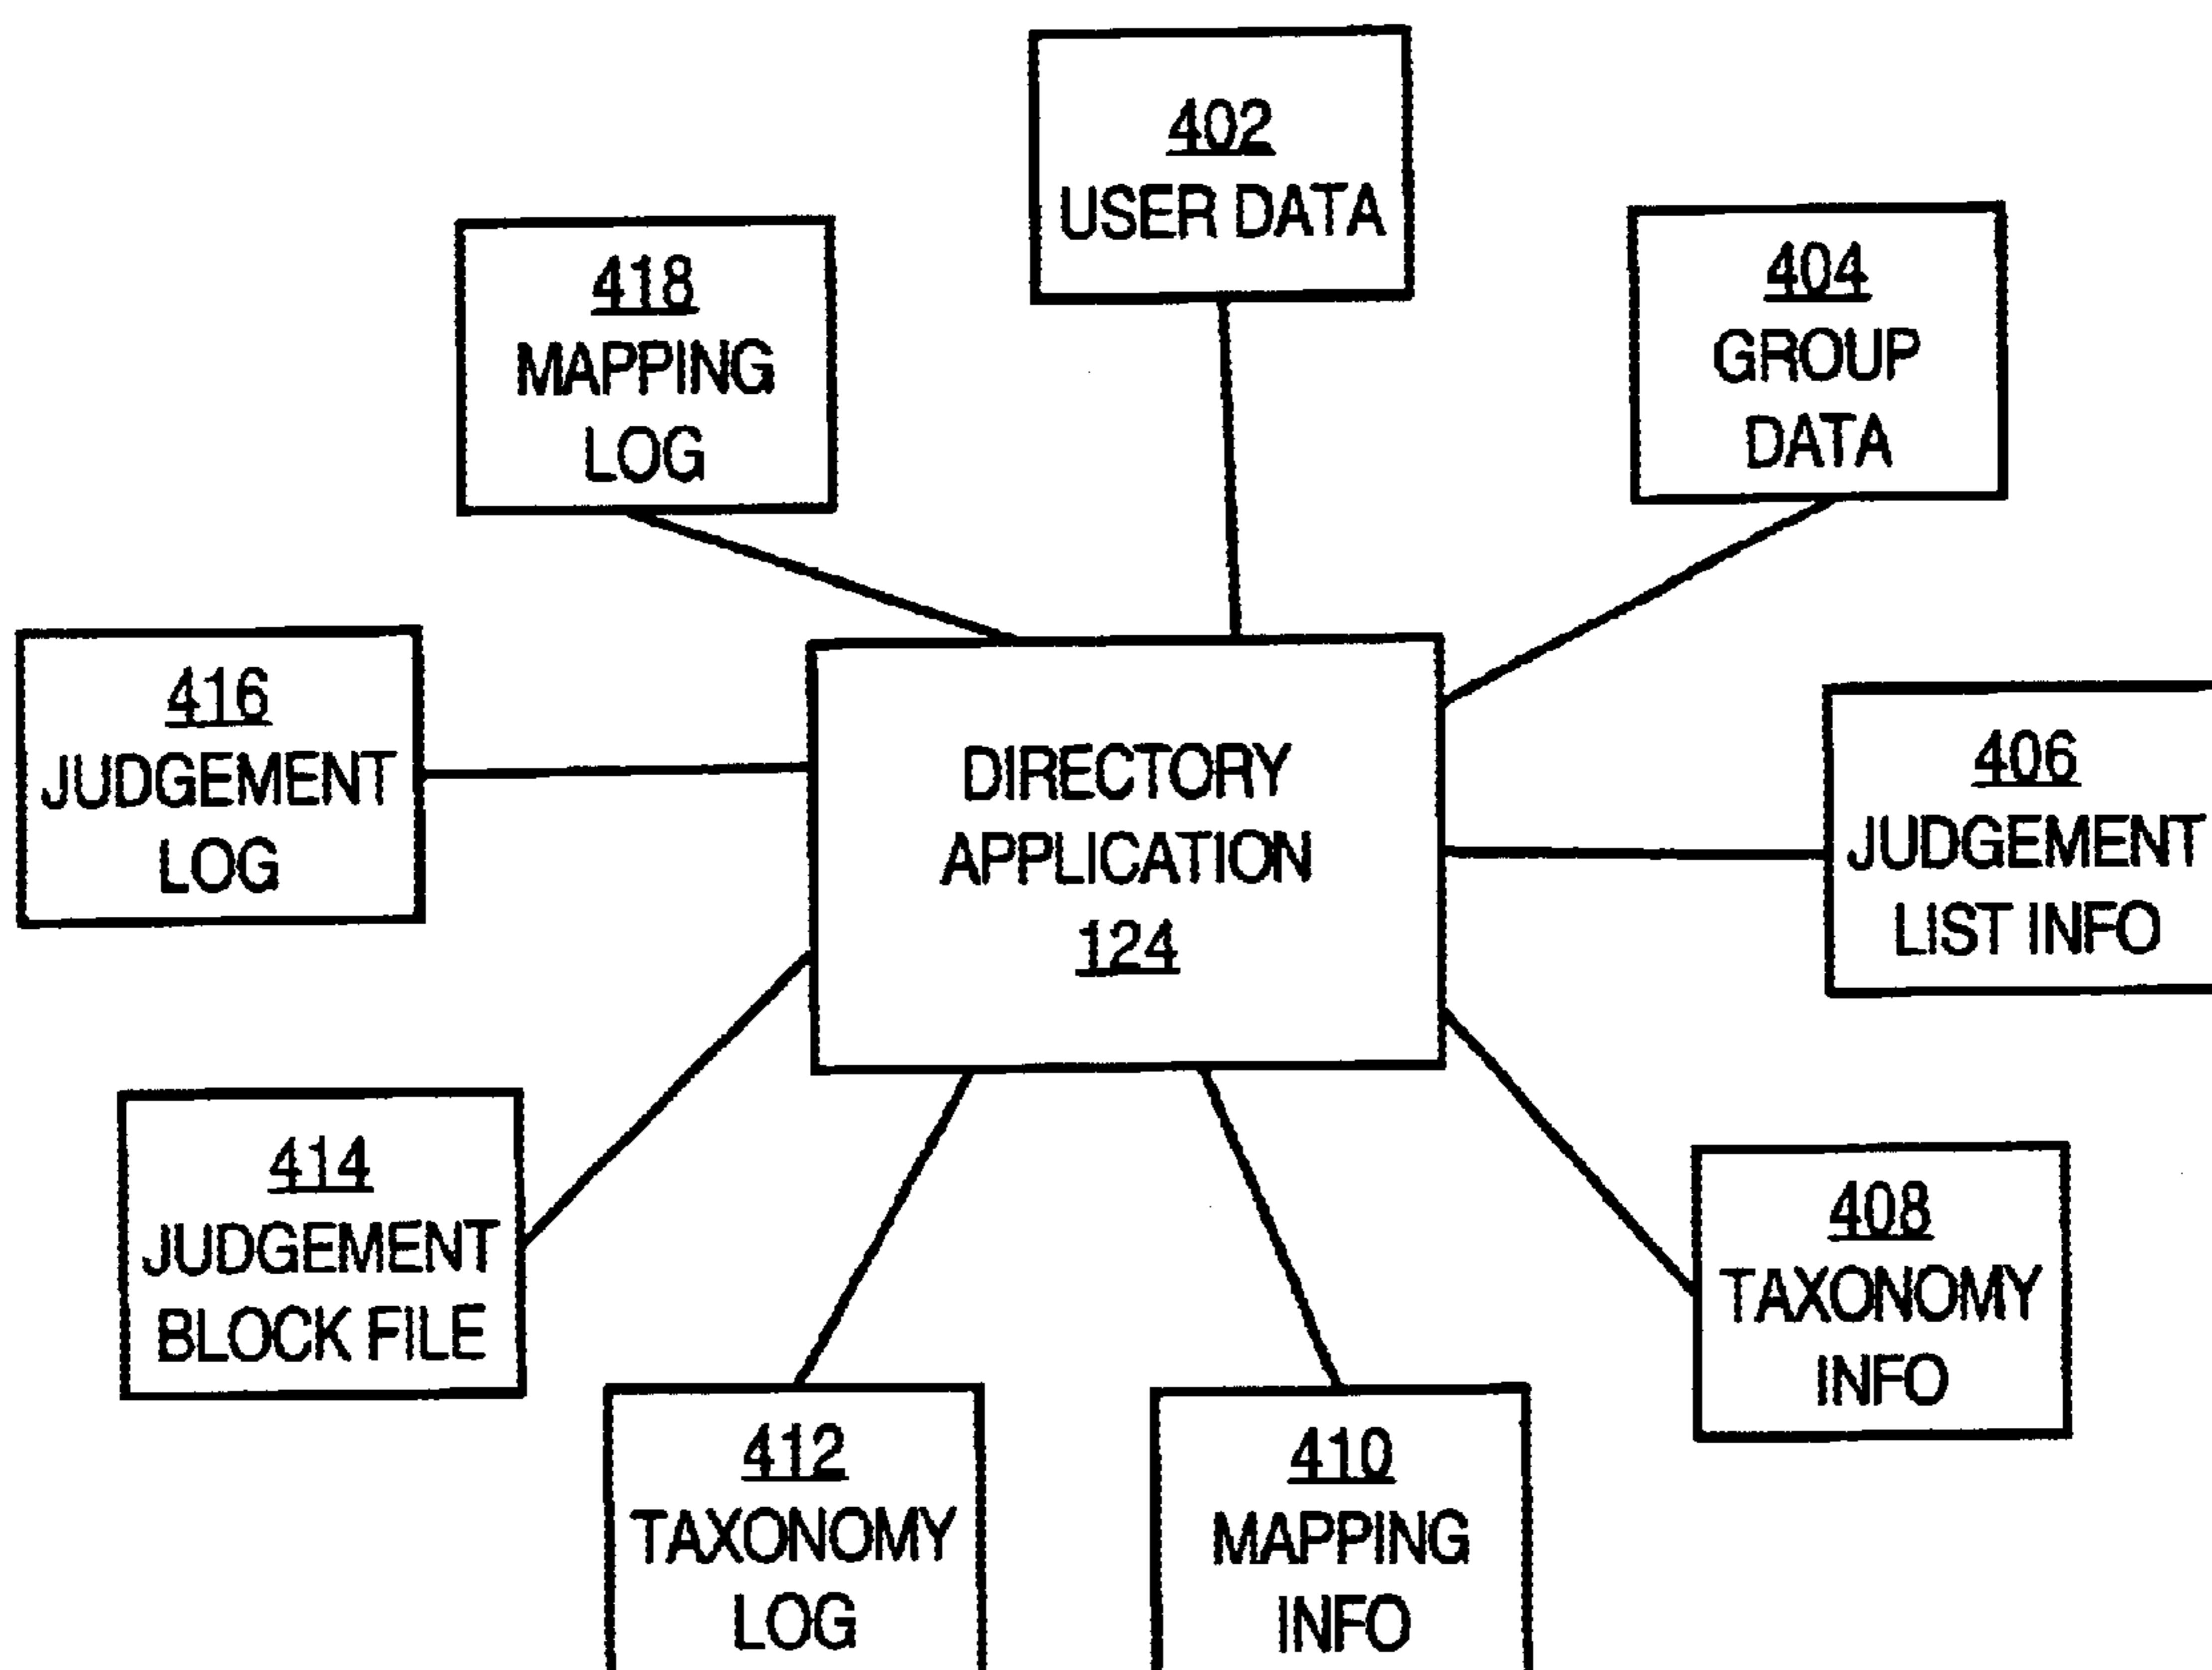 402
USER DATA
418
MAPPING
LOG
404
GROUP
DATA
416
JUDGEMENT
LOG
DIRECTORY
APPLICATION
124
406
JUDGEMENT
LIST INFO
414
JUDGEMENT
BLOCK FILE
408
TAXONOMY
INFO
412
TAXONOMY
LOG
410
MAPPING
INFO